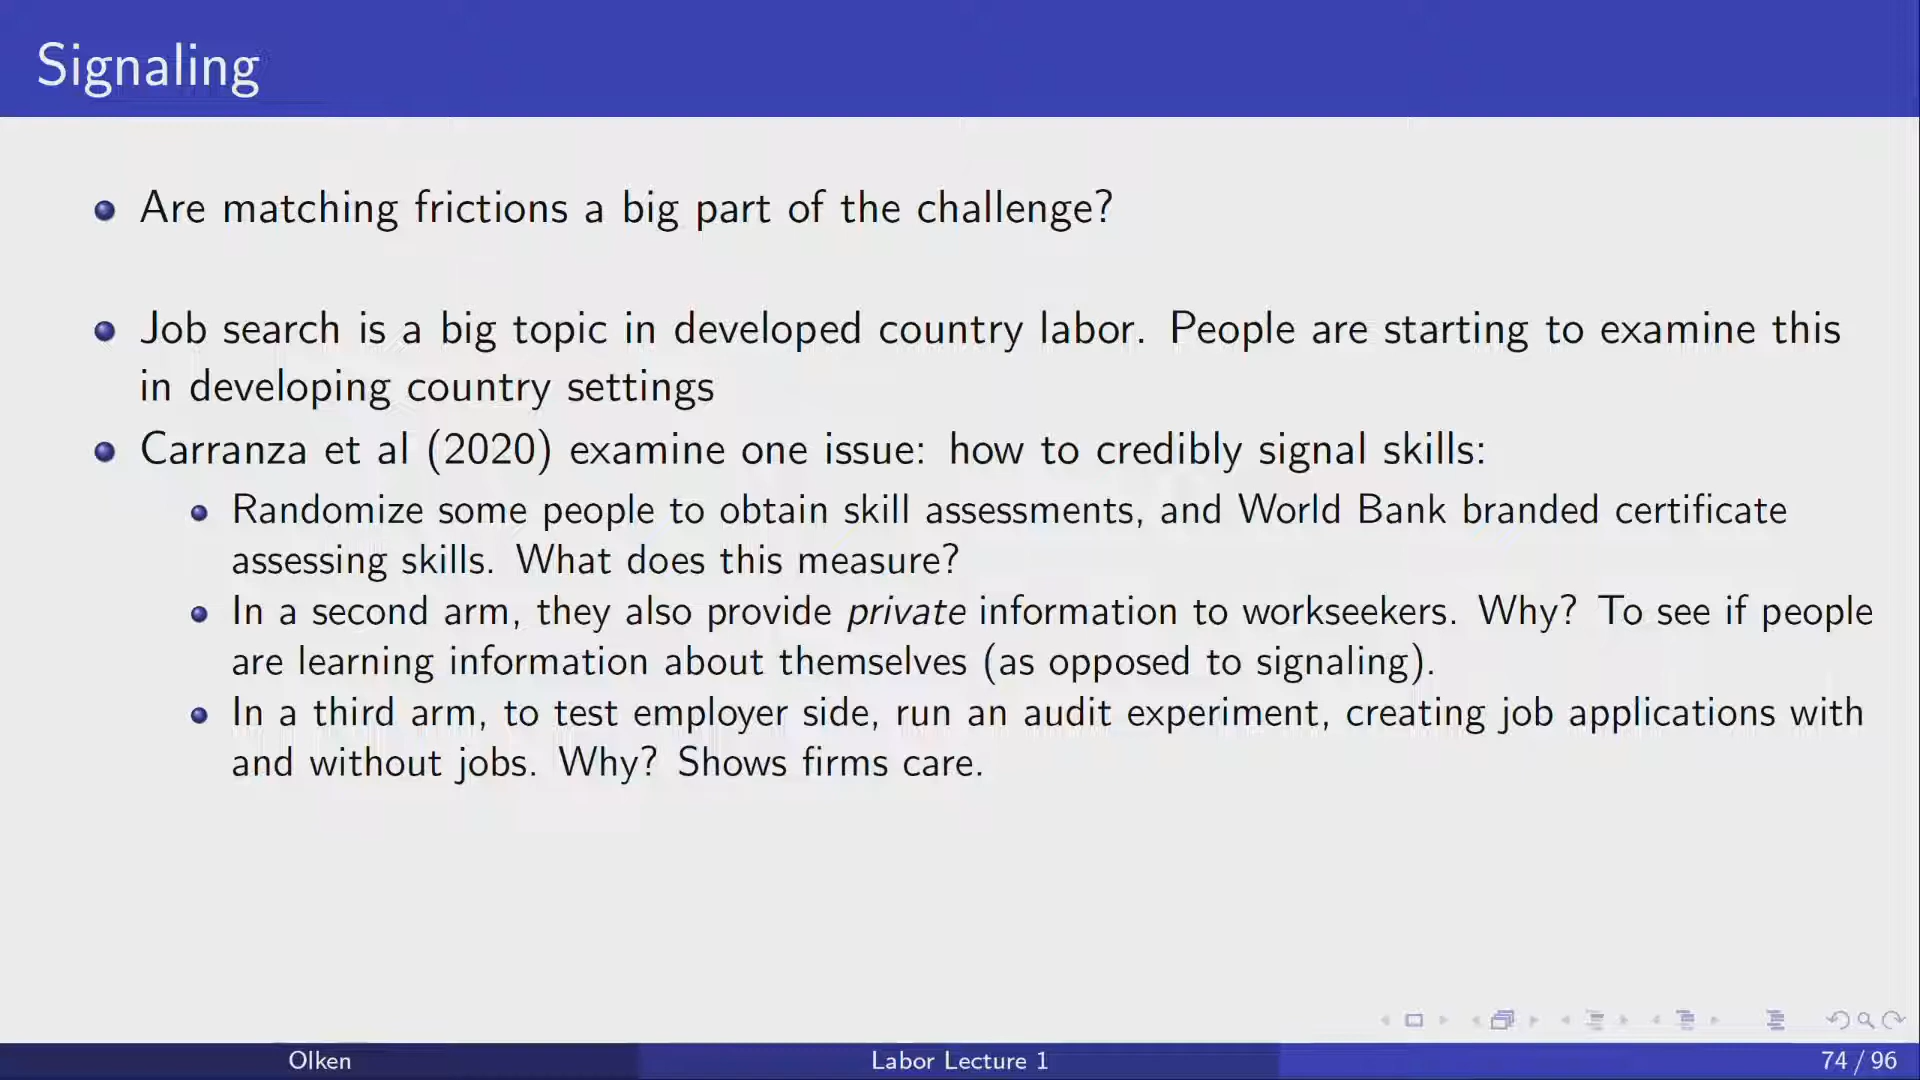 Signaling
Are matching frictions a big part of the challenge?
Job search is a big topic in developed country labor. People are starting to examine this
in developing country settings
Carranza et al (2020) examine one issue: how to credibly signal skills:
Randomize some people to obtain skill assessments, and World Bank branded certificate
assessing skills. What does this measure?
In a second arm, they also provide private information to workseekers. Why? To see if people
are learning information about themselves (as opposed to signaling).
In a third arm, to test employer side, run an audit experiment, creating job applications with
and without jobs. Why? Shows firms care.
Olken
Labor Lecture 1
74 / 96